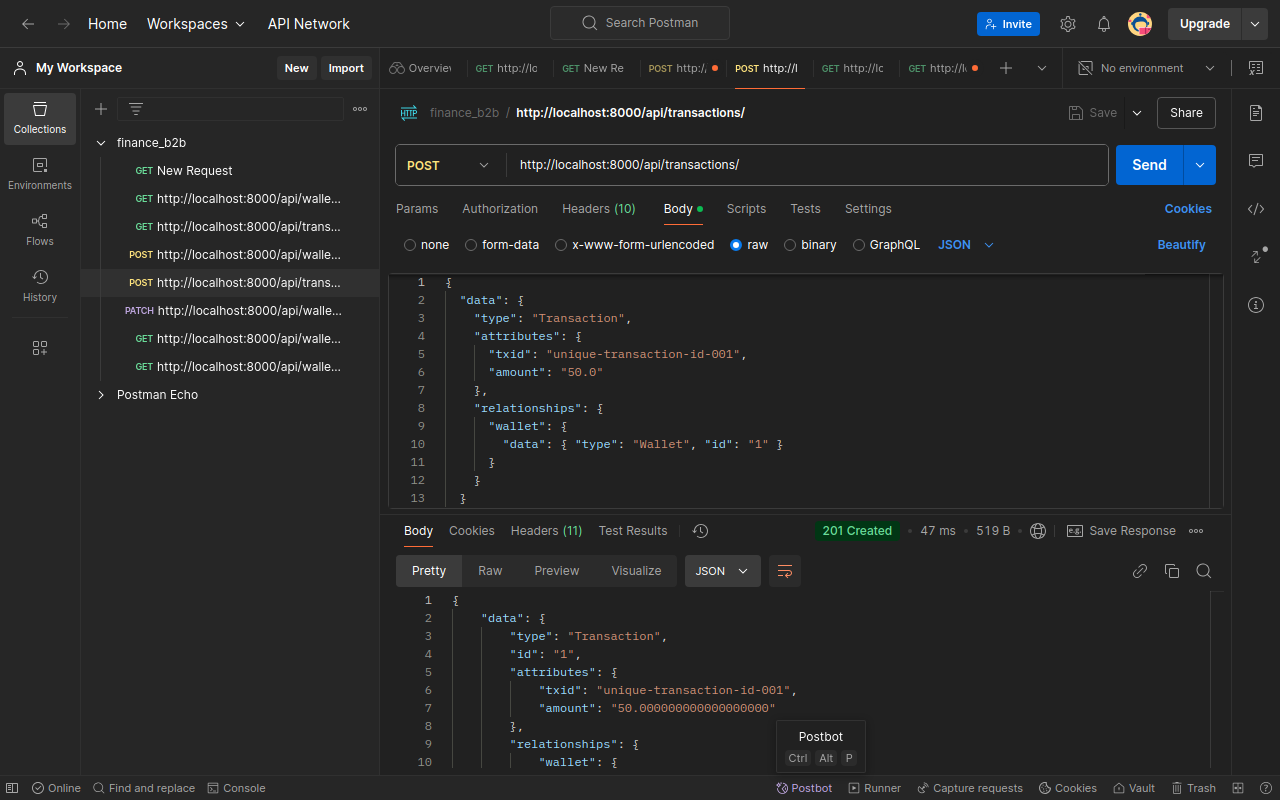 Home
Workspaces
API Network
Search Postman
Invite
Upgrade
My Workspace
New
Import
Overview
GET http://lo
GET New Re
POST http:/
POST http://l
GET http://lo
GET http://l
No environment
Collections
Environments
Flows
History
finance_b2b
GET New Request
GET http://localhost:8000/api/walle...
GET http://localhost:8000/api/trans...
POST http://localhost:8000/api/walle...
POST http://localhost:8000/api/trans...
PATCH http://localhost:8000/api/walle...
GET http://localhost:8000/api/walle...
GET http://localhost:8000/api/walle...
Postman Echo
HTTP
finance_b2b / http://localhost:8000/api/transactions/
Save
Share
POST
http://localhost:8000/api/transactions/
Send
Params
Authorization
Headers (10)
Body
Scripts
Tests
Settings
Cookies
none
form-data
x-www-form-urlencoded
raw
binary
GraphQL
JSON
Beautify
1 {
2 "data": {
3 "type": "Transaction",
4 "attributes": {
5 "txid": "unique-transaction-id-001",
6 "amount": "50.0"
7 },
8 "relationships": {
9 "wallet": {
10 "data": { "type": "Wallet", "id": "1" }
11 }
12 }
13 }
Body
Cookies
Headers (11)
Test Results
201 Created
47 ms
519 B
e.g.
Save Response
Pretty
Raw
Preview
Visualize
JSON
1 {
2 "data": {
3 "type": "Transaction",
4 "id": "1",
5 "attributes": {
6 "txid": "unique-transaction-id-001",
7 "amount": "50.000000000000000000"
8 },
9 "relationships": {
10 "wallet": {
Postbot
Ctrl Alt P
Online
Find and replace
Console
Postbot
Runner
Capture requests
Cookies
Vault
Trash